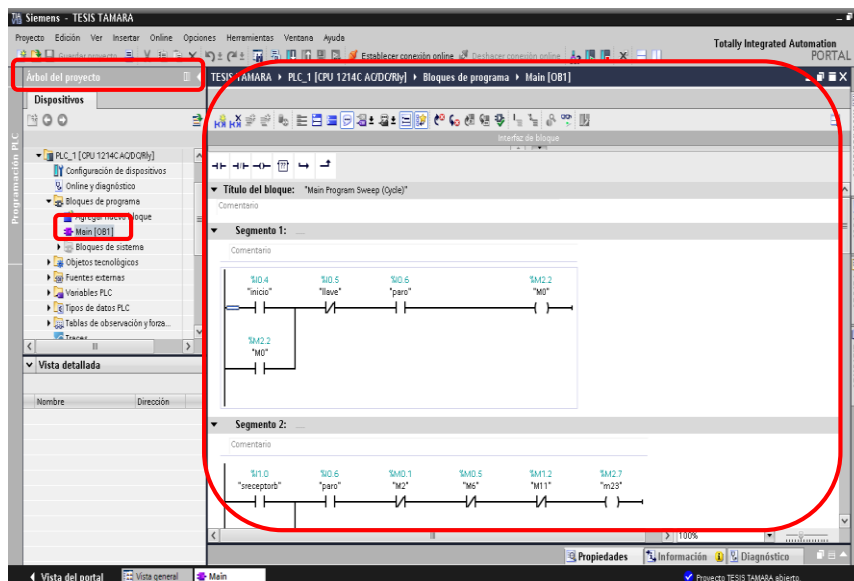 Siemens - TESIS TAMARA
Proyecto Edición Ver Insertar Online Opciones Herramientas Ventana Ayuda
Guardar proyecto
Establecer conexión online
Deshacer conexión online
Totally Integrated Automation
PORTAL
Árbol del proyecto
TESIS TAMARA ▸ PLC_1 [CPU 1214C AC/DC/Rly] ▸ Bloques de programa ▸ Main [OB1]
Dispositivos
Programación PLC
PLC_1 [CPU 1214C AC/DC/Rly]
Configuración de dispositivos
Online y diagnóstico
Bloques de programa
Agregar nuevo bloque
Main [OB1]
Bloques de sistema
Objetos tecnológicos
Fuentes externas
Variables PLC
Tipos de datos PLC
Tablas de observación y forza...
Traces
Vista detallada
Nombre Dirección
Interfaz de bloque
Título del bloque: "Main Program Sweep (Cycle)"
Comentario
Segmento 1: ....
Comentario
%I0.4 %I0.5 %I0.6 %M2.2
"inicio" "llave" "paro" "M0"
%M2.2
"M0"
Segmento 2: ....
Comentario
%I1.0 %I0.6 %M0.1 %M0.5 %M1.2 %M2.7
"sreceptorb" "paro" "M2" "M6" "M11" "m23"
100%
Propiedades Información Diagnóstico
Vista del portal Vista general Main
Proyecto TESIS TAMARA abierto.